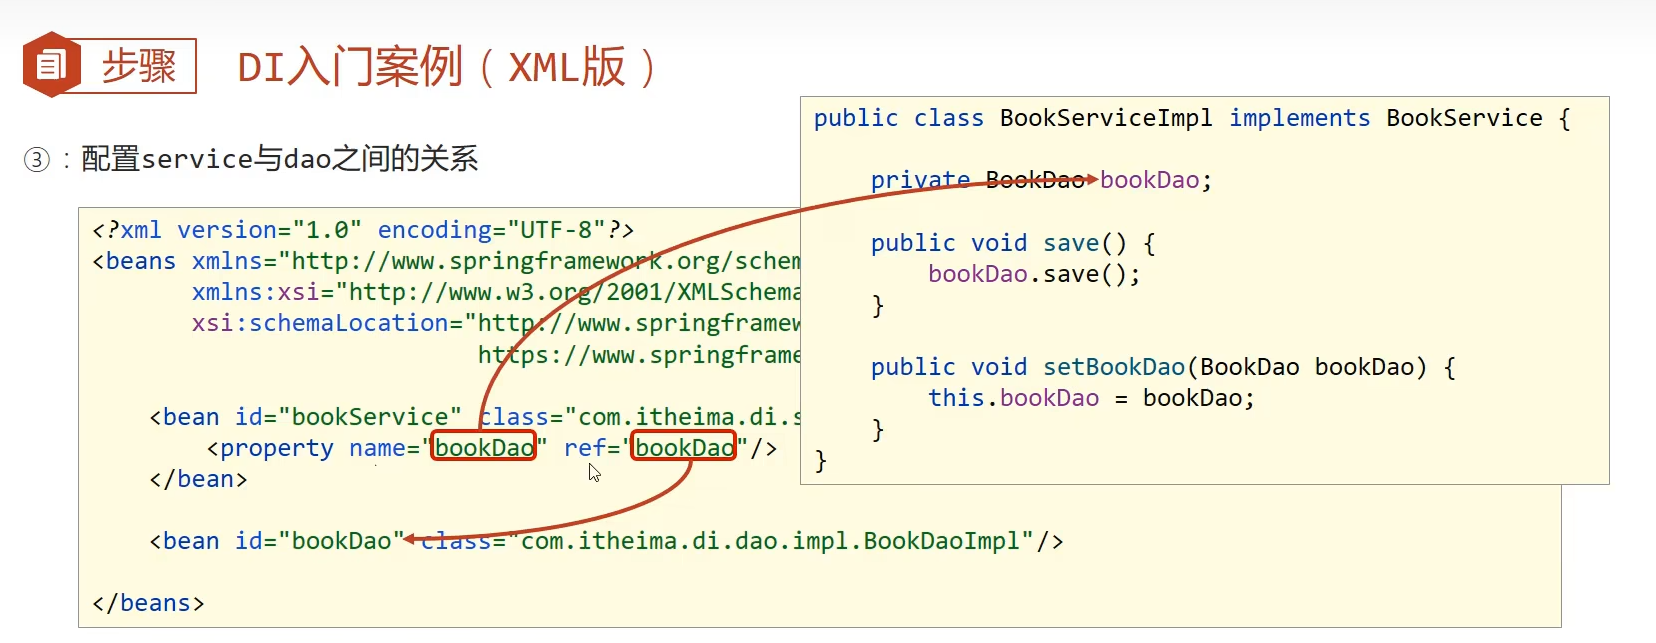 步骤
DI入门案例（XML版）
③：配置service与dao之间的关系
<?xml version="1.0" encoding="UTF-8"?>
<beans xmlns="http://www.springframework.org/schem
xmlns:xsi="http://www.w3.org/2001/XMLSchema
xsi:schemaLocation="http://www.springframew
https://www.springframe
<bean id="bookService" class="com.itheima.di.s
<property name="bookDao" ref="bookDao"/>
</bean>
<bean id="bookDao" class="com.itheima.di.dao.impl.BookDaoImpl"/>
</beans>
public class BookServiceImpl implements BookService {
private BookDao bookDao;
public void save() {
bookDao.save();
}
public void setBookDao(BookDao bookDao) {
this.bookDao = bookDao;
}
}